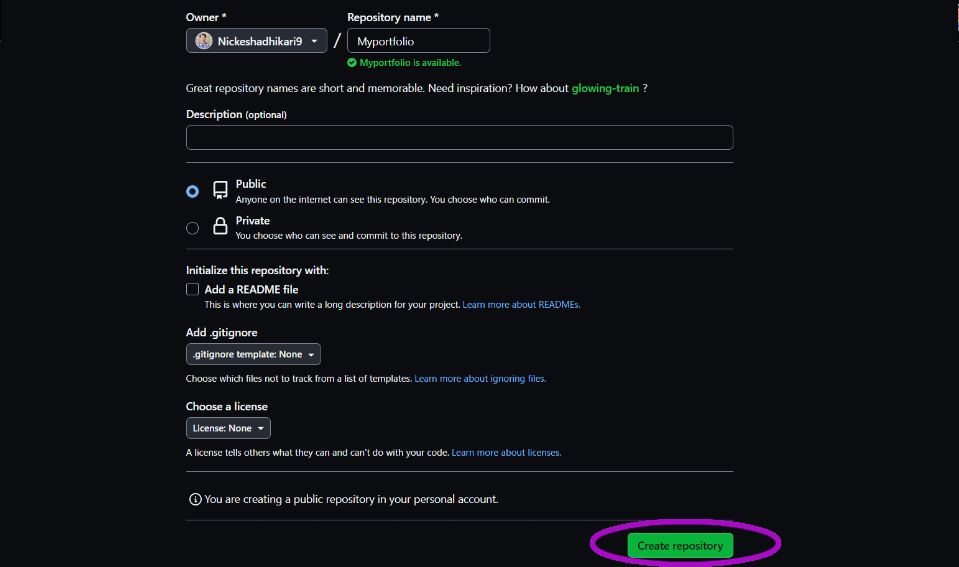 Owner * Repository name *
Nickeshadhikari9 / Myportfolio
Myportfolio is available.
Great repository names are short and memorable. Need inspiration? How about glowing-train ?
Description (optional)
Public
Anyone on the internet can see this repository. You choose who can commit.
Private
You choose who can see and commit to this repository.
Initialize this repository with:
Add a README file
This is where you can write a long description for your project. Learn more about READMEs.
Add .gitignore
.gitignore template: None
Choose which files not to track from a list of templates. Learn more about ignoring files.
Choose a license
License: None
A license tells others what they can and can't do with your code. Learn more about licenses.
You are creating a public repository in your personal account.
Create repository